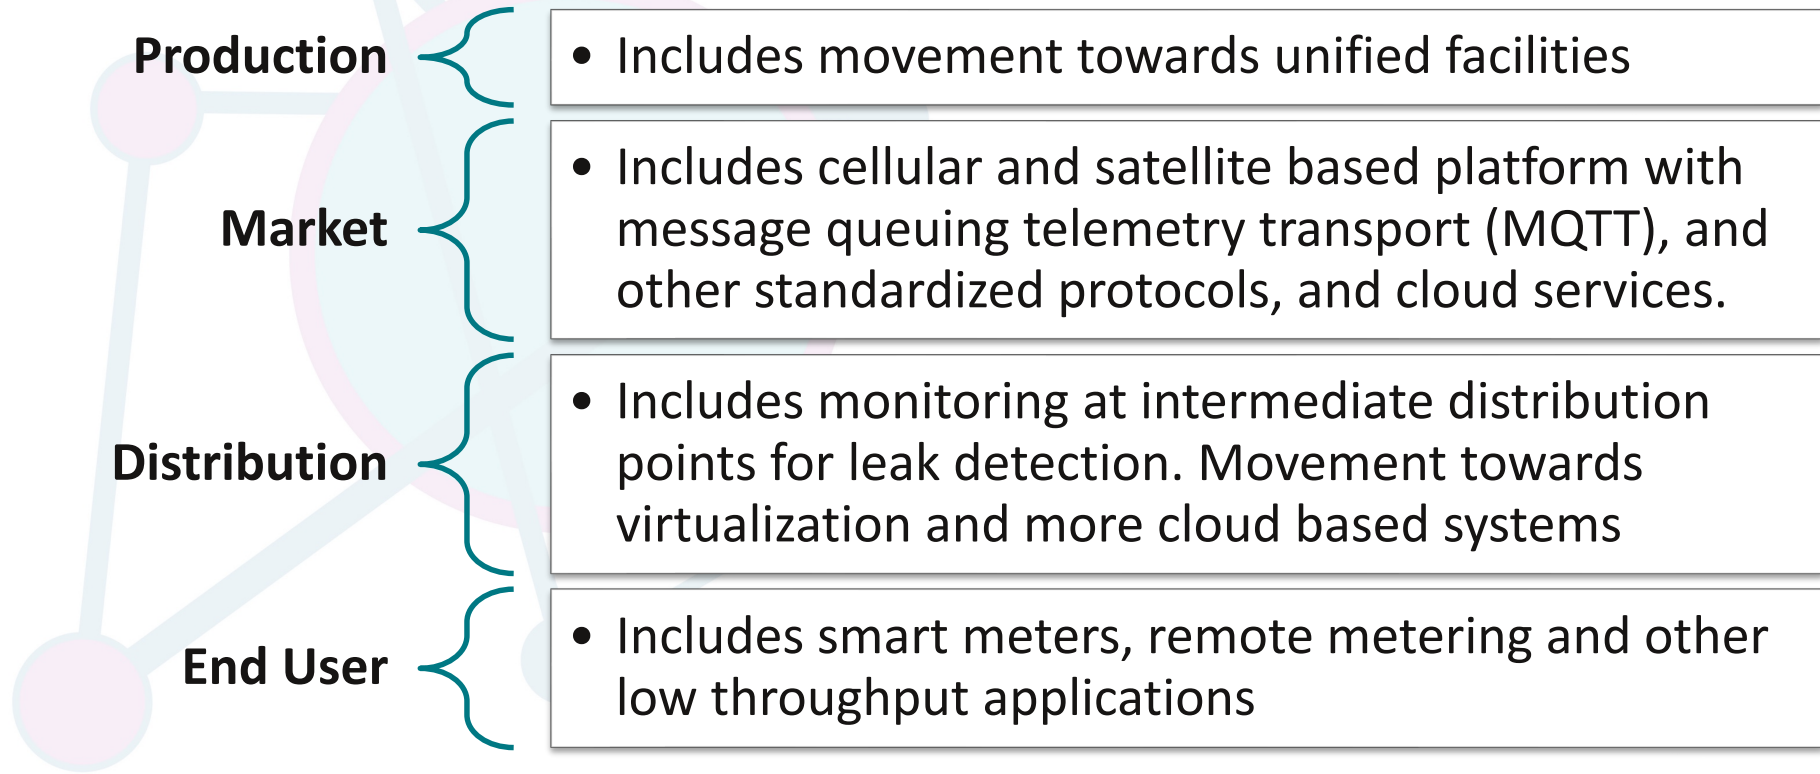 Production
• Includes movement towards unified facilities
Market
• Includes cellular and satellite based platform with
message queuing telemetry transport (MQTT), and
other standardized protocols, and cloud services.
Distribution
• Includes monitoring at intermediate distribution
points for leak detection. Movement towards
virtualization and more cloud based systems
End User
• Includes smart meters, remote metering and other
low throughput applications